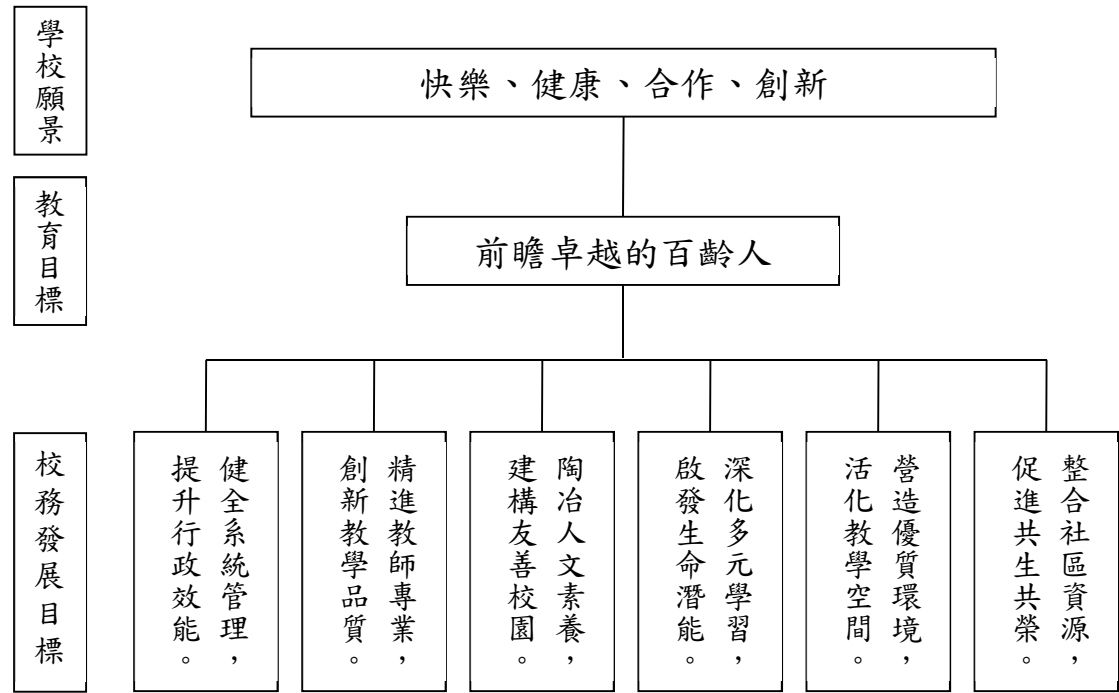 學校願景
快樂、健康、合作、創新
教育目標
前瞻卓越的百齡人
校務發展目標
健全系統管理，
提升行政效能。
精進教師專業，
創新教學品質。
陶冶人文素養，
建構友善校園。
深化多元學習，
啟發生命潛能。
營造優質環境，
活化教學空間。
整合社區資源，
促進共生共榮。